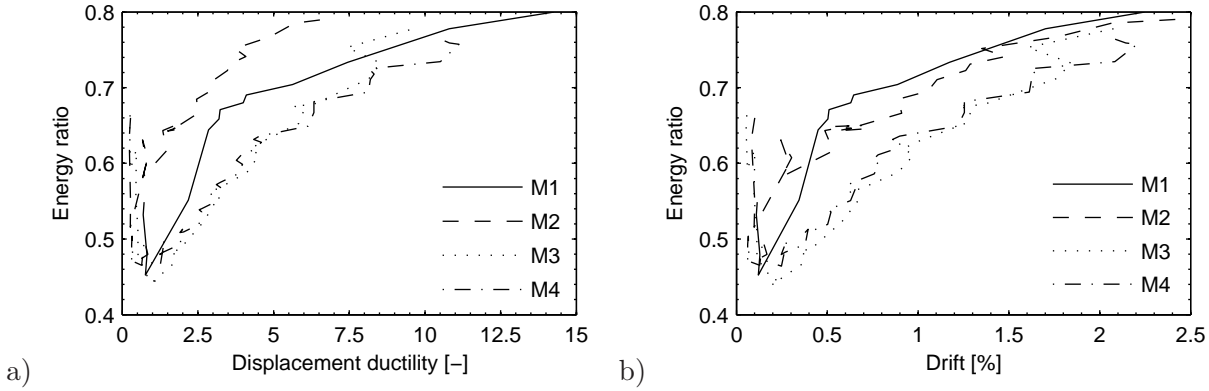 0.8
0.7
0.6
0.5
0.4
Energy ratio
M1
M2
M3
M4
0 2.5 5 7.5 10 12.5 15
Displacement ductility [−]
a)
0.8
0.7
0.6
0.5
0.4
Energy ratio
M1
M2
M3
M4
0 0.5 1 1.5 2 2.5
Drift [%]
b)